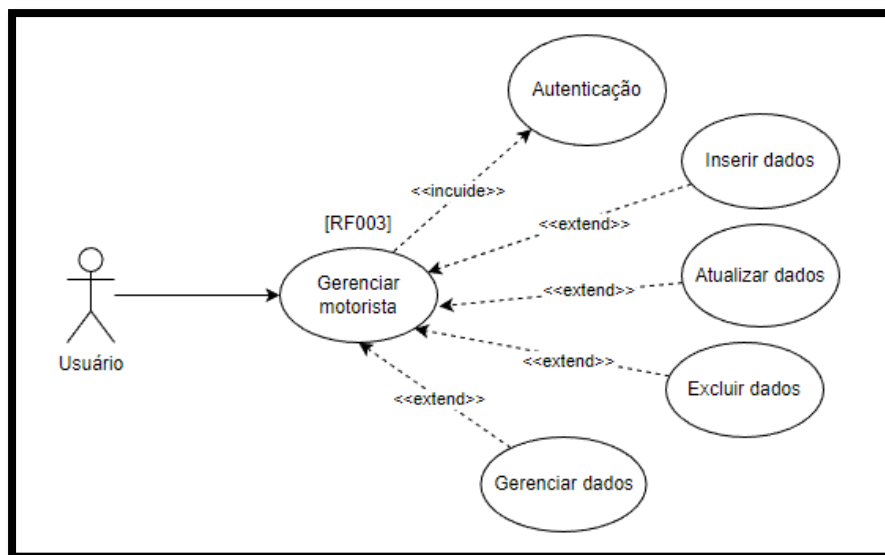 Autenticação
Inserir dados
<<incuide>>
[RF003]
<<extend>>
Gerenciar
motorista
Atualizar dados
<<extend>>
Usuário
<<extend>>
Excluir dados
<<extend>>
Gerenciar dados